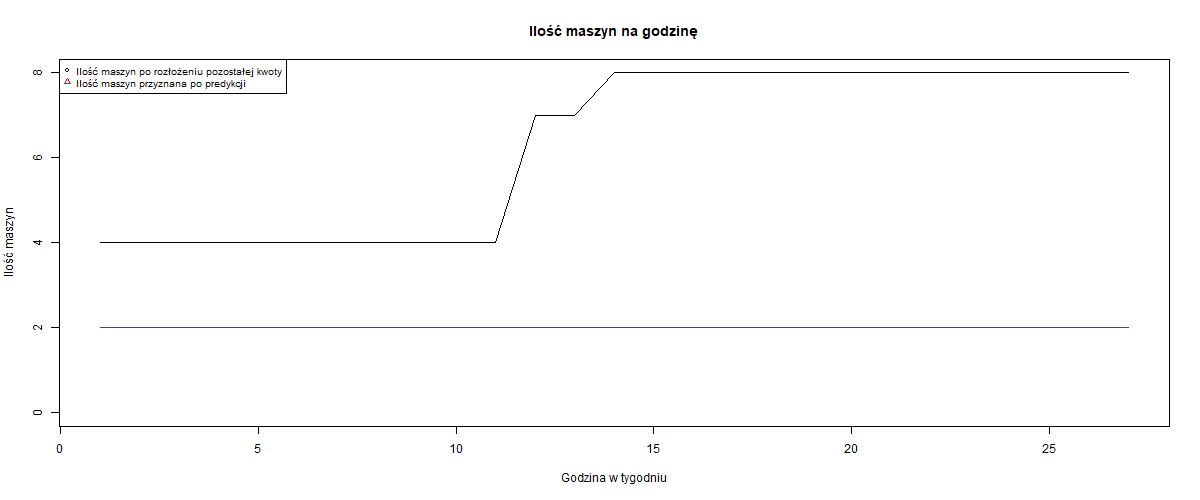 Ilość maszyn na godzinę
Ilość maszyn po rozłożeniu pozostałej kwoty
Ilość maszyn przyznana po predykcji
8
6
4
2
0
Ilość maszyn
0 5 10 15 20 25
Godzina w tygodniu